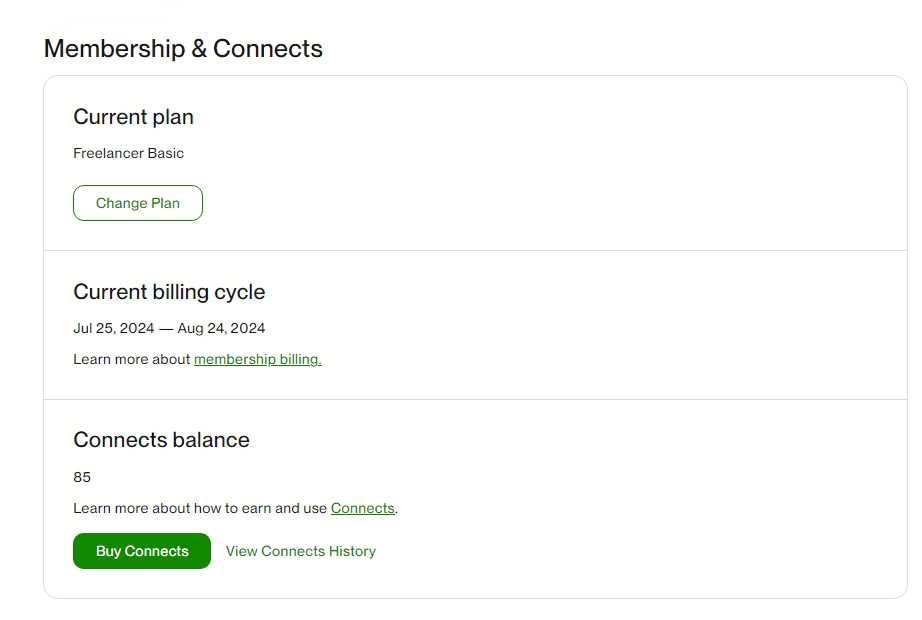 Membership & Connects
Current plan
Freelancer Basic
Change Plan
Current billing cycle
Jul 25, 2024 — Aug 24, 2024
Learn more about membership billing.
Connects balance
85
Learn more about how to earn and use Connects.
Buy Connects View Connects History